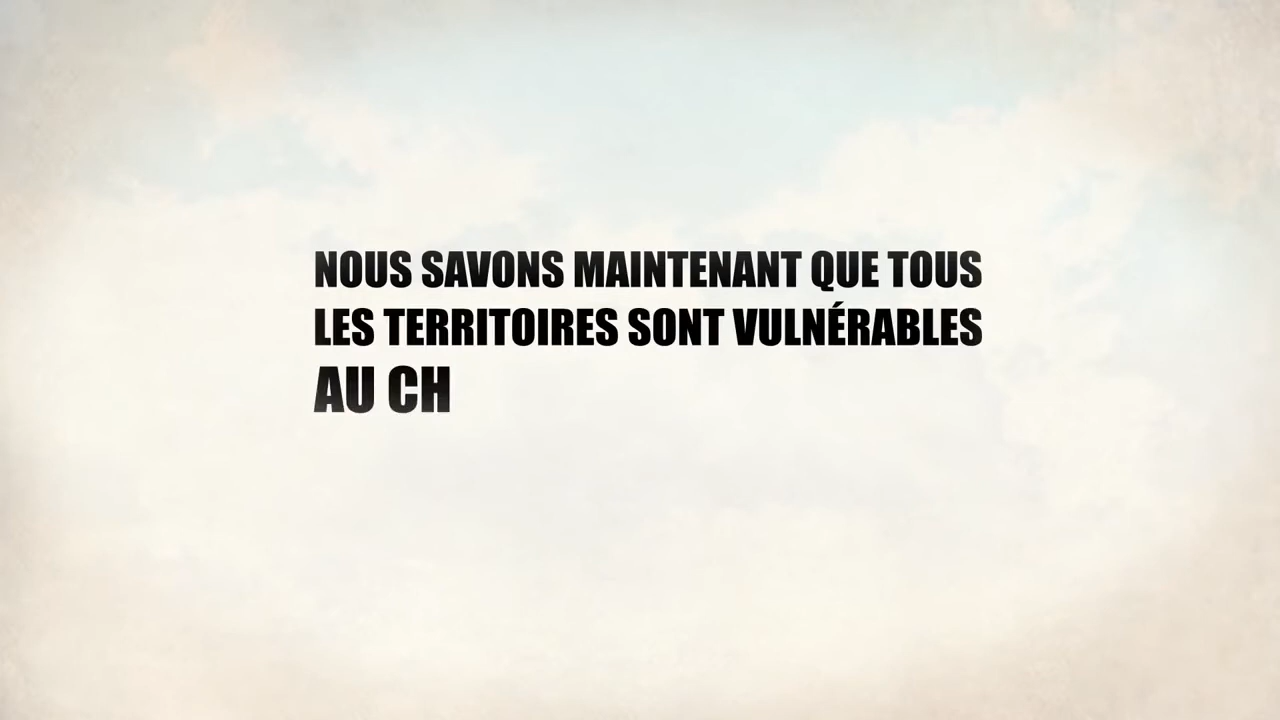 NOUS SAVONS MAINTENANT QUE TOUS
LES TERRITOIRES SONT VULNÉRABLES
AU CH